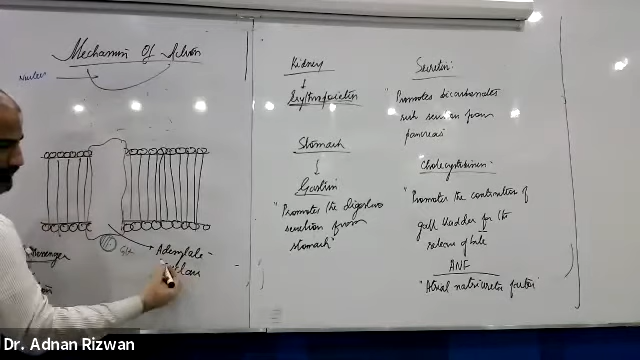 Mechanism Of
Messenger
Adenylate -
Kidney
Erythropoietin
Stomach
Gastrin
"Promotes the digestive
secretion from
stomach"
Secretin:
"Promotes bicarbonates
rich secretion from
pancreas"
Cholecystokinin:
"Promotes the contraction of
gall bladder for the
release of bile
ANF
"Atrial natriuretic factor"
Dr. Adnan Rizwan